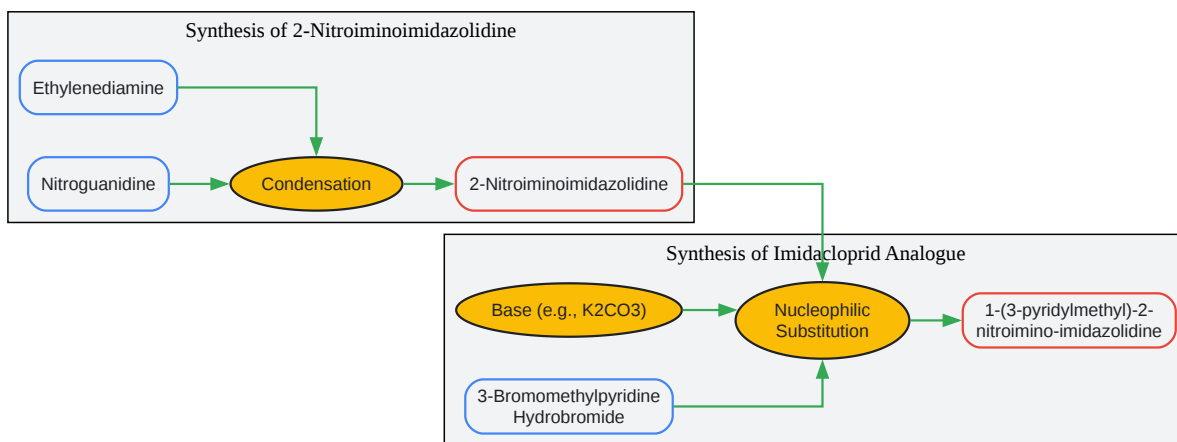 Synthesis of 2-Nitroiminoimidazolidine
Ethylenediamine
Nitroguanidine
Condensation
2-Nitroiminoimidazolidine
Synthesis of Imidacloprid Analogue
Base (e.g., K2CO3)
Nucleophilic
Substitution
1-(3-pyridylmethyl)-2-
nitroimino-imidazolidine
3-Bromomethylpyridine
Hydrobromide